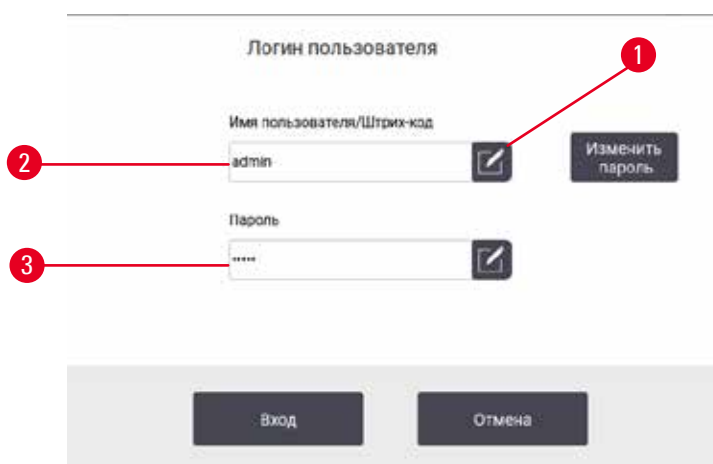 Логин пользователя
1
Имя пользователя/Штрих-код
2
admin
Изменить
пароль
Пароль
3
•••••
Вход
Отмена